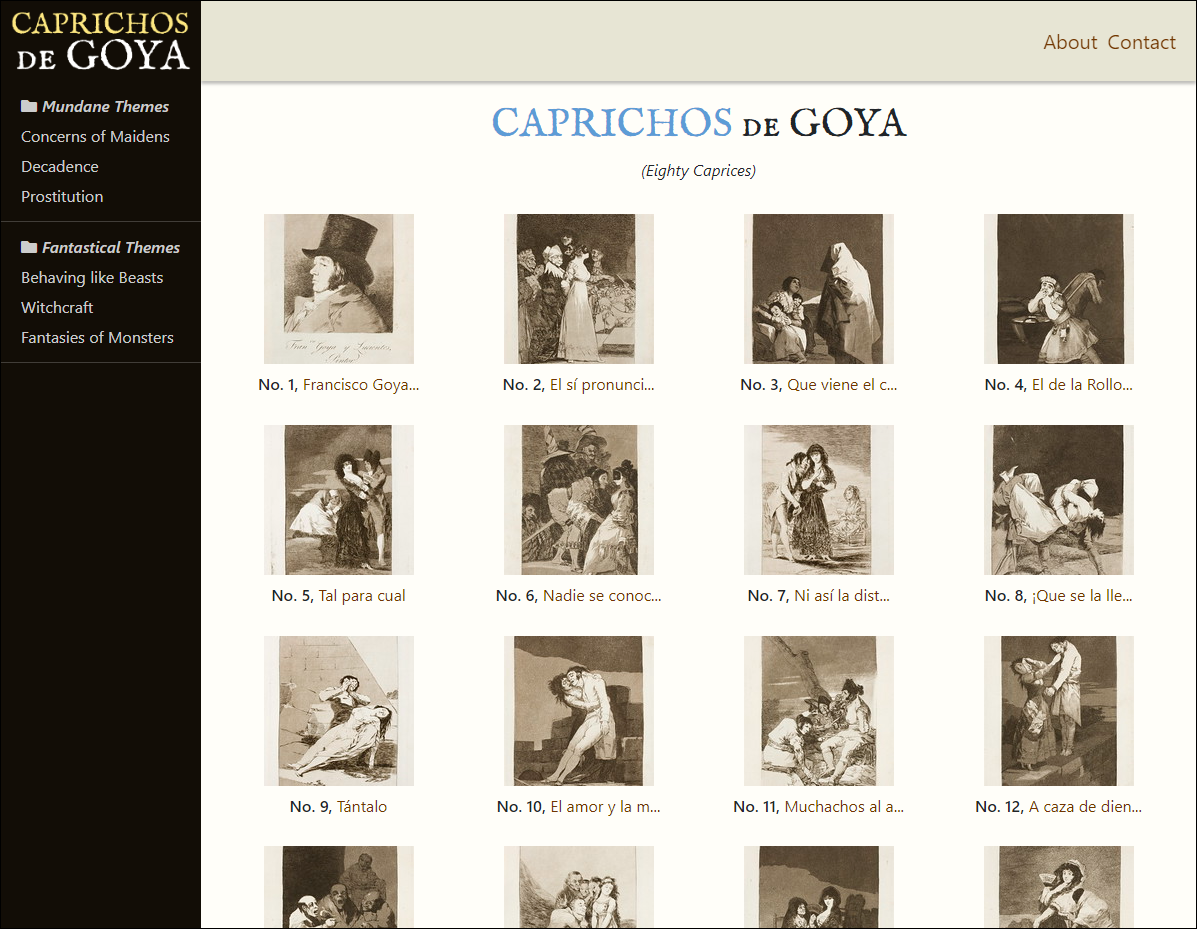 CAPRICHOS
DE GOYA
Mundane Themes
Concerns of Maidens
Decadence
Prostitution
Fantastical Themes
Behaving like Beasts
Witchcraft
Fantasies of Monsters
About Contact
CAPRICHOS DE GOYA
(Eighty Caprices)
Fran.co Goya y Lucientes,
Pintor
No. 1, Francisco Goya...
No. 2, El sí pronunci...
No. 3, Que viene el c...
No. 4, El de la Rollo...
No. 5, Tal para cual
No. 6, Nadie se conoc...
No. 7, Ni así la dist...
No. 8, ¡Que se la lle...
No. 9, Tántalo
No. 10, El amor y la m...
No. 11, Muchachos al a...
No. 12, A caza de dien...